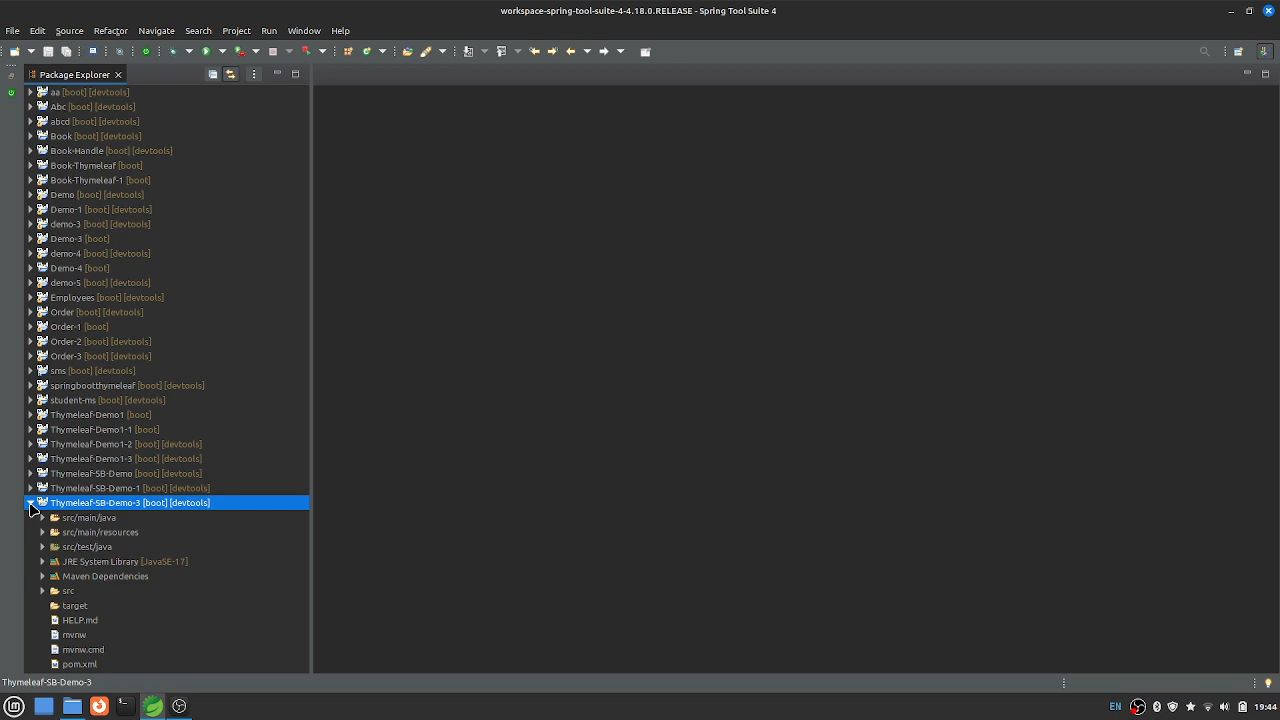 workspace-spring-tool-suite-4-4.18.0.RELEASE - Spring Tool Suite 4
File Edit Source Refactor Navigate Search Project Run Window Help
Package Explorer
aa [boot] [devtools]
Abc [boot] [devtools]
abcd [boot] [devtools]
Book [boot] [devtools]
Book-Handle [boot] [devtools]
Book-Thymeleaf [boot]
Book-Thymeleaf-1 [boot]
Demo [boot] [devtools]
Demo-1 [boot] [devtools]
demo-3 [boot] [devtools]
Demo-3 [boot]
demo-4 [boot] [devtools]
Demo-4 [boot]
demo-5 [boot] [devtools]
Employees [boot] [devtools]
Order [boot] [devtools]
Order-1 [boot]
Order-2 [boot] [devtools]
Order-3 [boot] [devtools]
sms [boot] [devtools]
springbootthymeleaf [boot] [devtools]
student-ms [boot] [devtools]
Thymeleaf-Demo1 [boot]
Thymeleaf-Demo1-1 [boot]
Thymeleaf-Demo1-2 [boot] [devtools]
Thymeleaf-Demo1-3 [boot] [devtools]
Thymeleaf-SB-Demo [boot] [devtools]
Thymeleaf-SB-Demo-1 [boot] [devtools]
Thymeleaf-SB-Demo-3 [boot] [devtools]
src/main/java
src/main/resources
src/test/java
JRE System Library [JavaSE-17]
Maven Dependencies
src
target
HELP.md
mvnw
mvnw.cmd
pom.xml
Thymeleaf-SB-Demo-3
EN 19:44